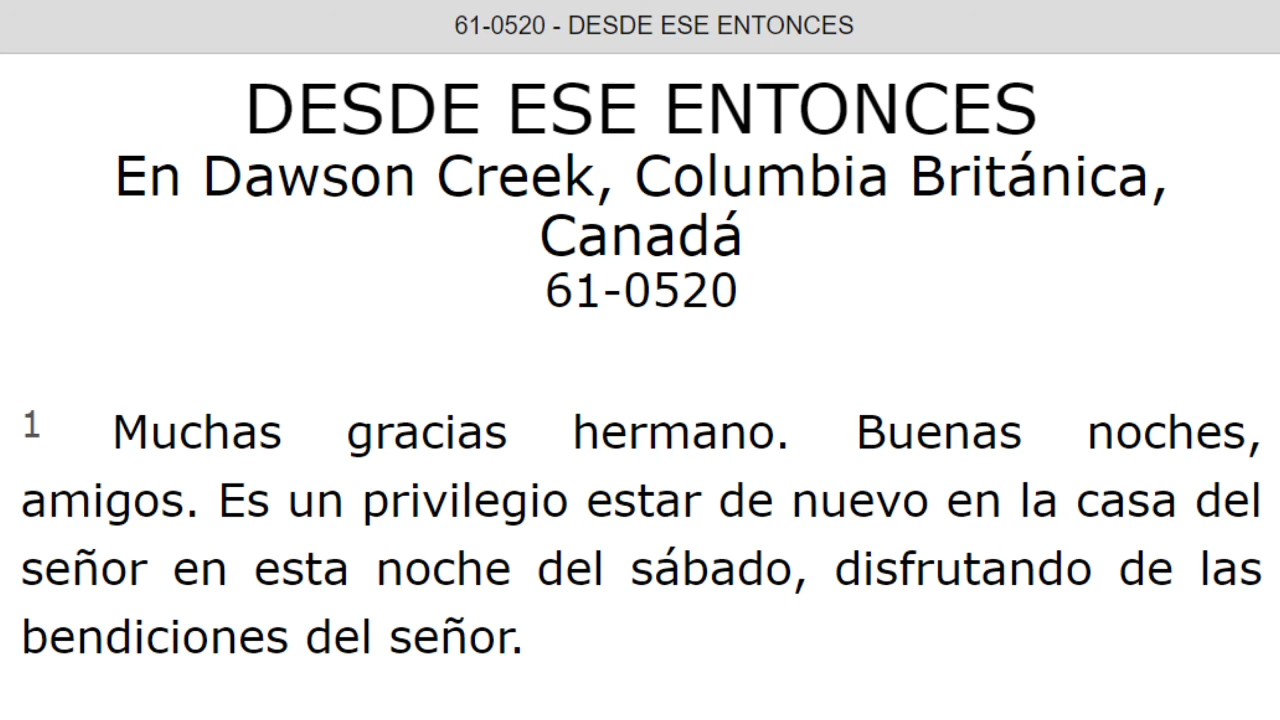 61-0520 - DESDE ESE ENTONCES
DESDE ESE ENTONCES
En Dawson Creek, Columbia Británica,
Canadá
61-0520
1 Muchas gracias hermano. Buenas noches,
amigos. Es un privilegio estar de nuevo en la casa del
señor en esta noche del sábado, disfrutando de las
bendiciones del señor.